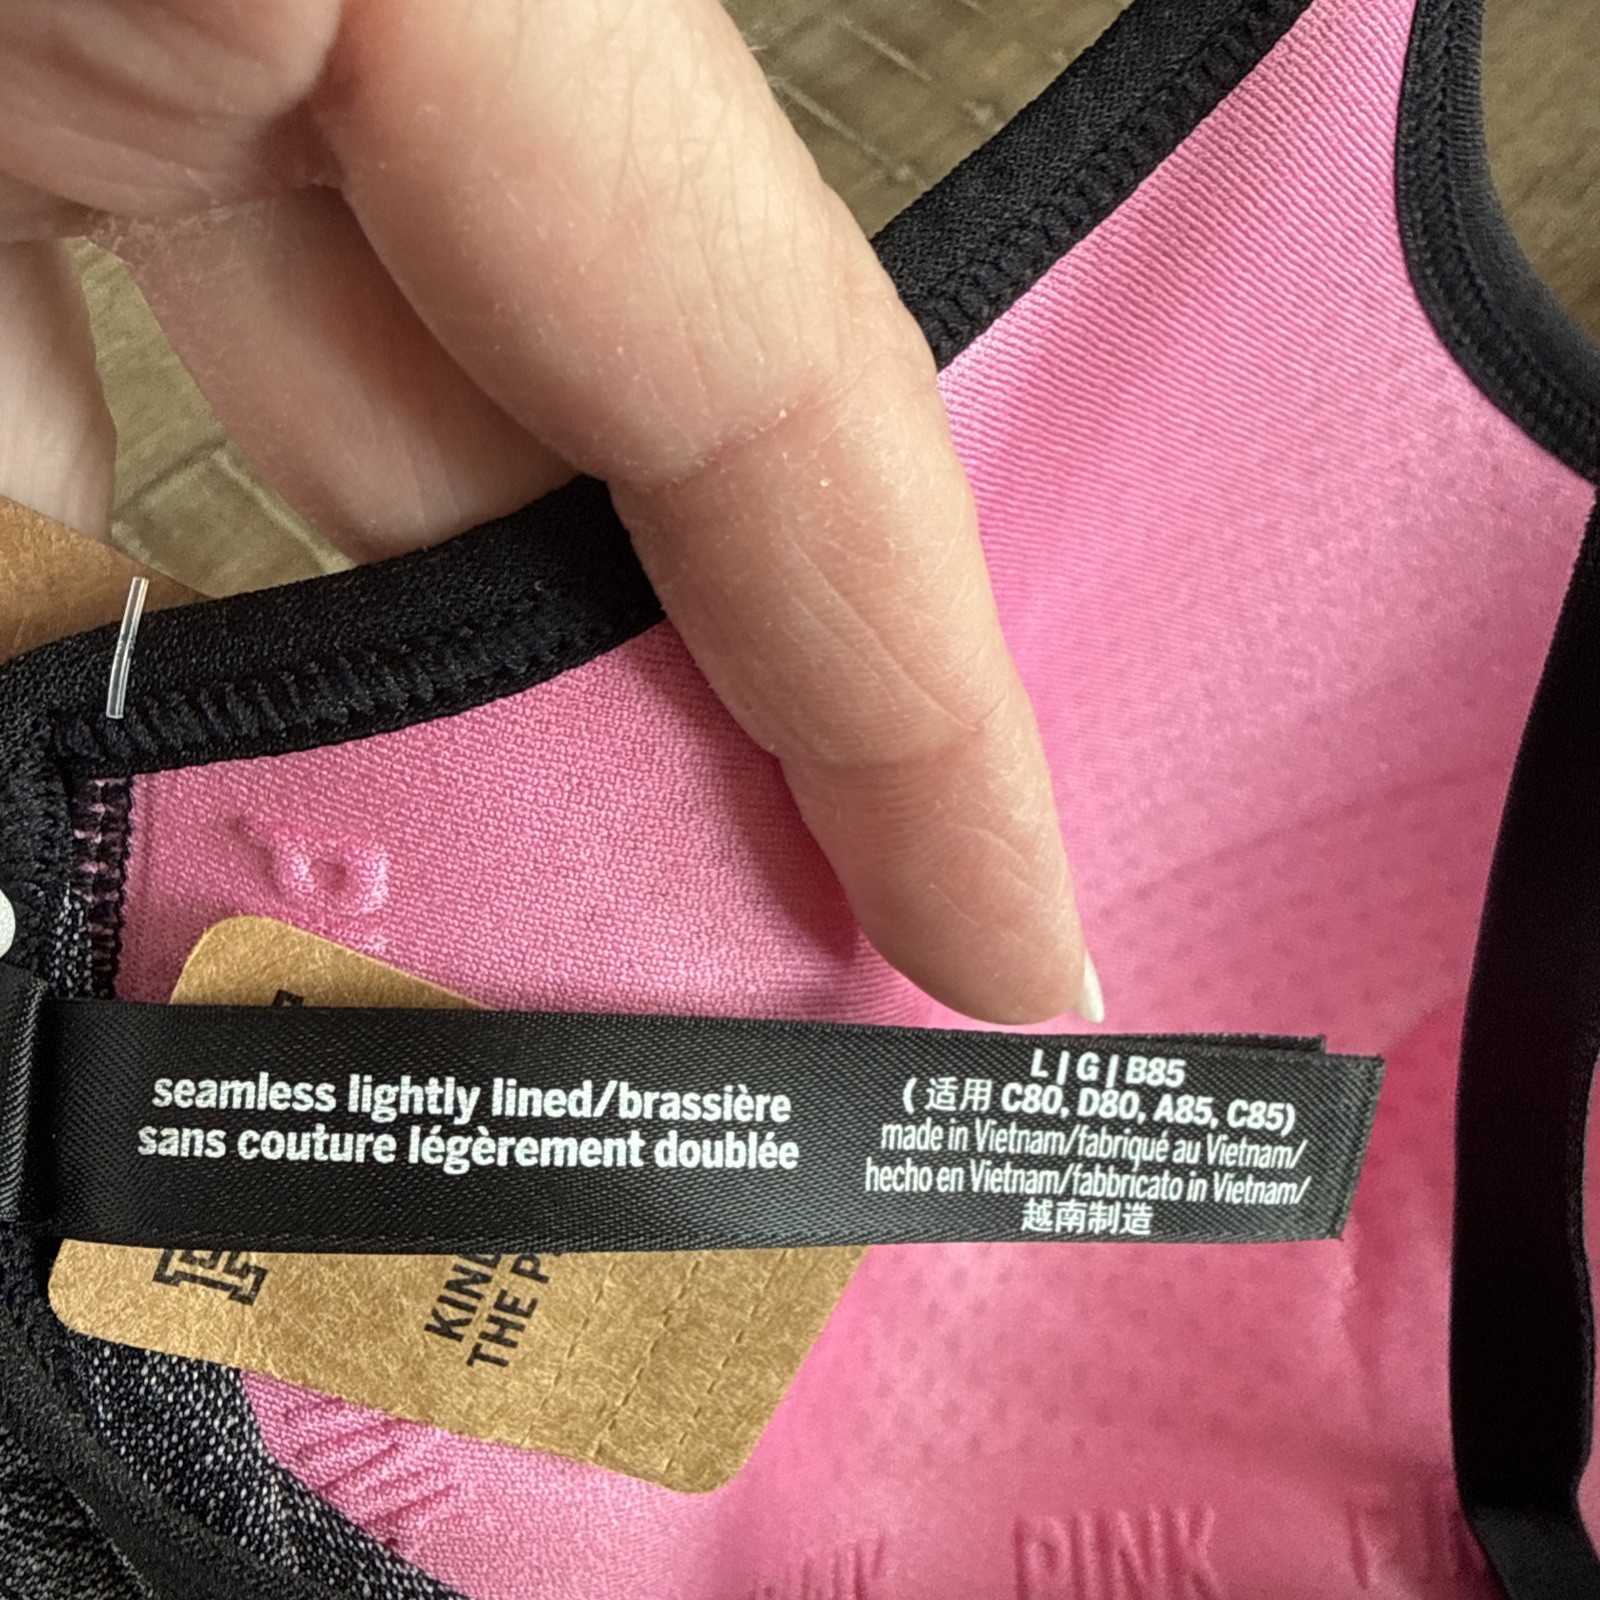 seamless lightly lined/brassière
sans couture légèrement doublée
L | G | B85
( 适用 C80, D80, A85, C85)
made in Vietnam/fabriqué au Vietnam/
hecho en Vietnam/fabbricato in Vietnam/
越南制造
THE
PINK